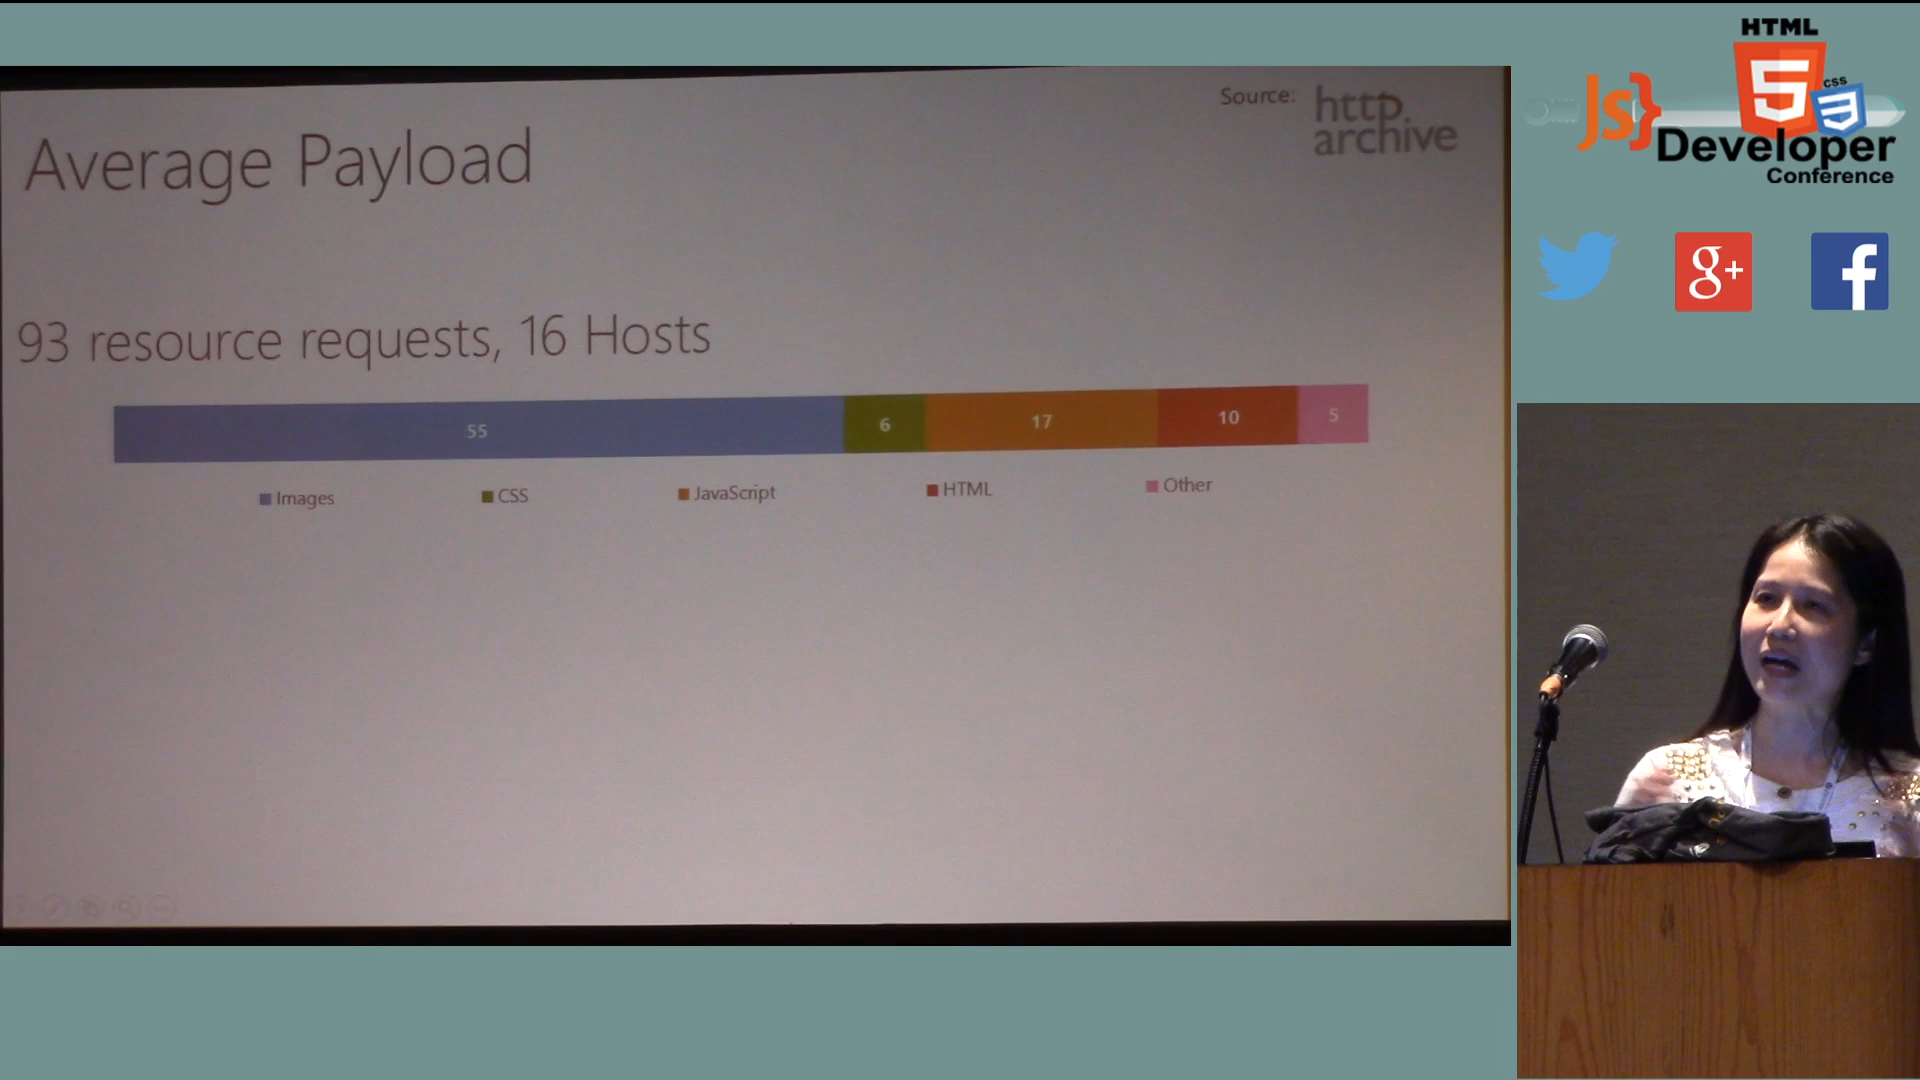 Average Payload
Source:
http
archive
93 resource requests, 16 Hosts
55
6
17
10
5
Images
CSS
JavaScript
HTML
Other
HTML
5
CSS
3
JS}
Developer
Conference
g+
f